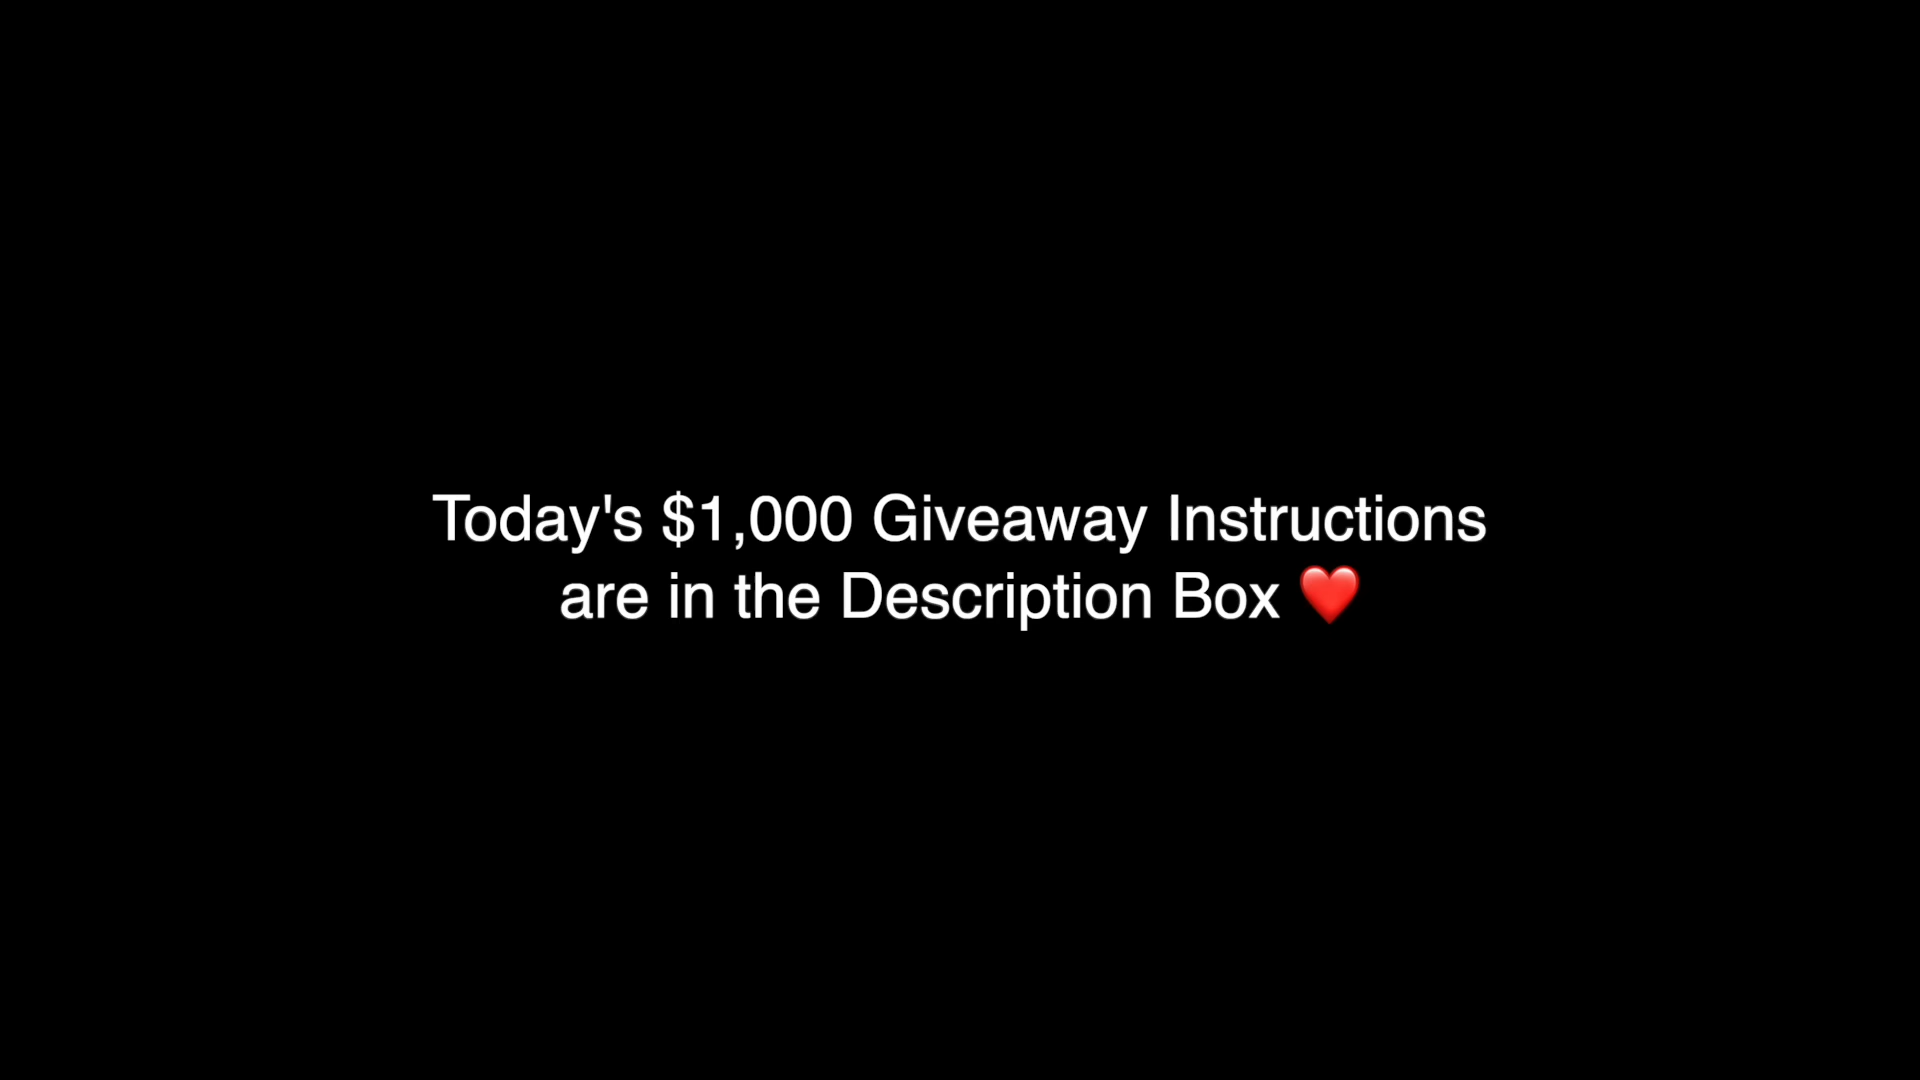 Today's $1,000 Giveaway Instructions
are in the Description Box ❤️